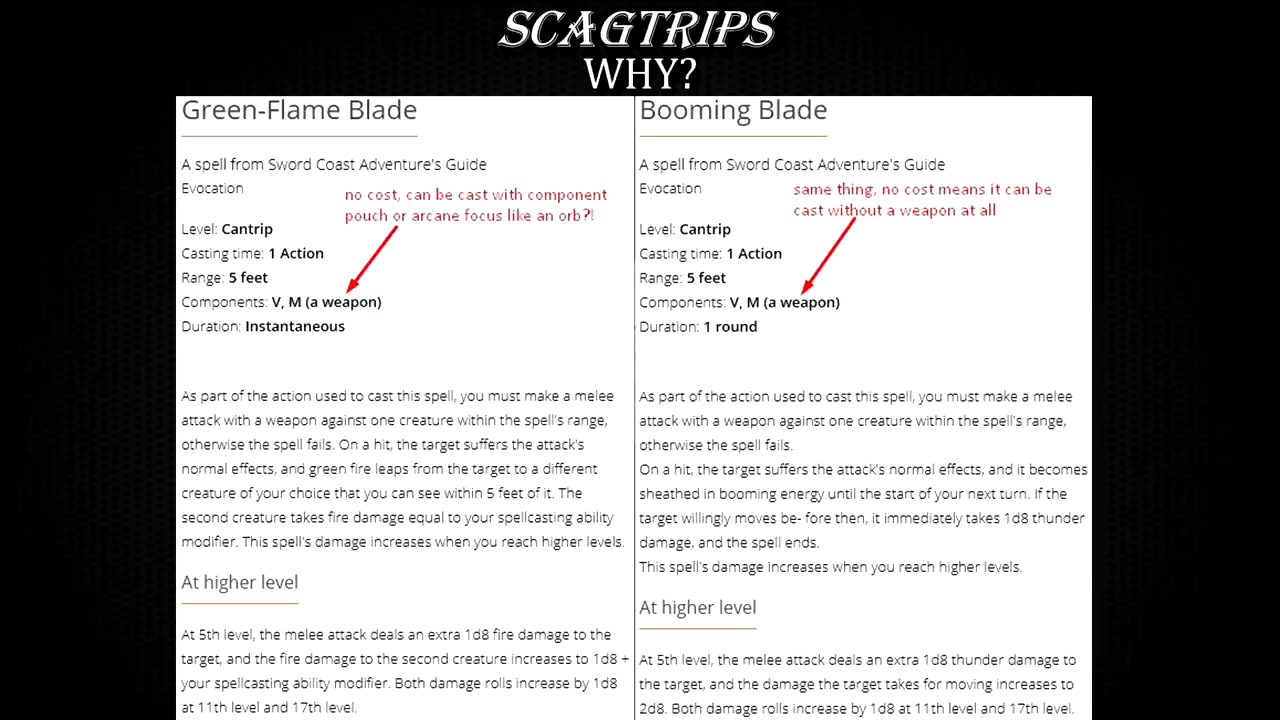 SCAGTRIPS
WHY?
Green-Flame Blade
A spell from Sword Coast Adventure's Guide
Evocation
no cost, can be cast with component
pouch or arcane focus like an orb?!
Level: Cantrip
Casting time: 1 Action
Range: 5 feet
Components: V, M (a weapon)
Duration: Instantaneous
As part of the action used to cast this spell, you must make a melee
attack with a weapon against one creature within the spell's range,
otherwise the spell fails. On a hit, the target suffers the attack's
normal effects, and green fire leaps from the target to a different
creature of your choice that you can see within 5 feet of it. The
second creature takes fire damage equal to your spellcasting ability
modifier. This spell's damage increases when you reach higher levels.
At higher level
At 5th level, the melee attack deals an extra 1d8 fire damage to the
target, and the fire damage to the second creature increases to 1d8 +
your spellcasting ability modifier. Both damage rolls increase by 1d8
at 11th level and 17th level.
Booming Blade
A spell from Sword Coast Adventure's Guide
Evocation
same thing, no cost means it can be
cast without a weapon at all
Level: Cantrip
Casting time: 1 Action
Range: 5 feet
Components: V, M (a weapon)
Duration: 1 round
As part of the action used to cast this spell, you must make a melee
attack with a weapon against one creature within the spell's range,
otherwise the spell fails.
On a hit, the target suffers the attack's normal effects, and it becomes
sheathed in booming energy until the start of your next turn. If the
target willingly moves be- fore then, it immediately takes 1d8 thunder
damage, and the spell ends.
This spell's damage increases when you reach higher levels.
At higher level
At 5th level, the melee attack deals an extra 1d8 thunder damage to
the target, and the damage the target takes for moving increases to
2d8. Both damage rolls increase by 1d8 at 11th level and 17th level.